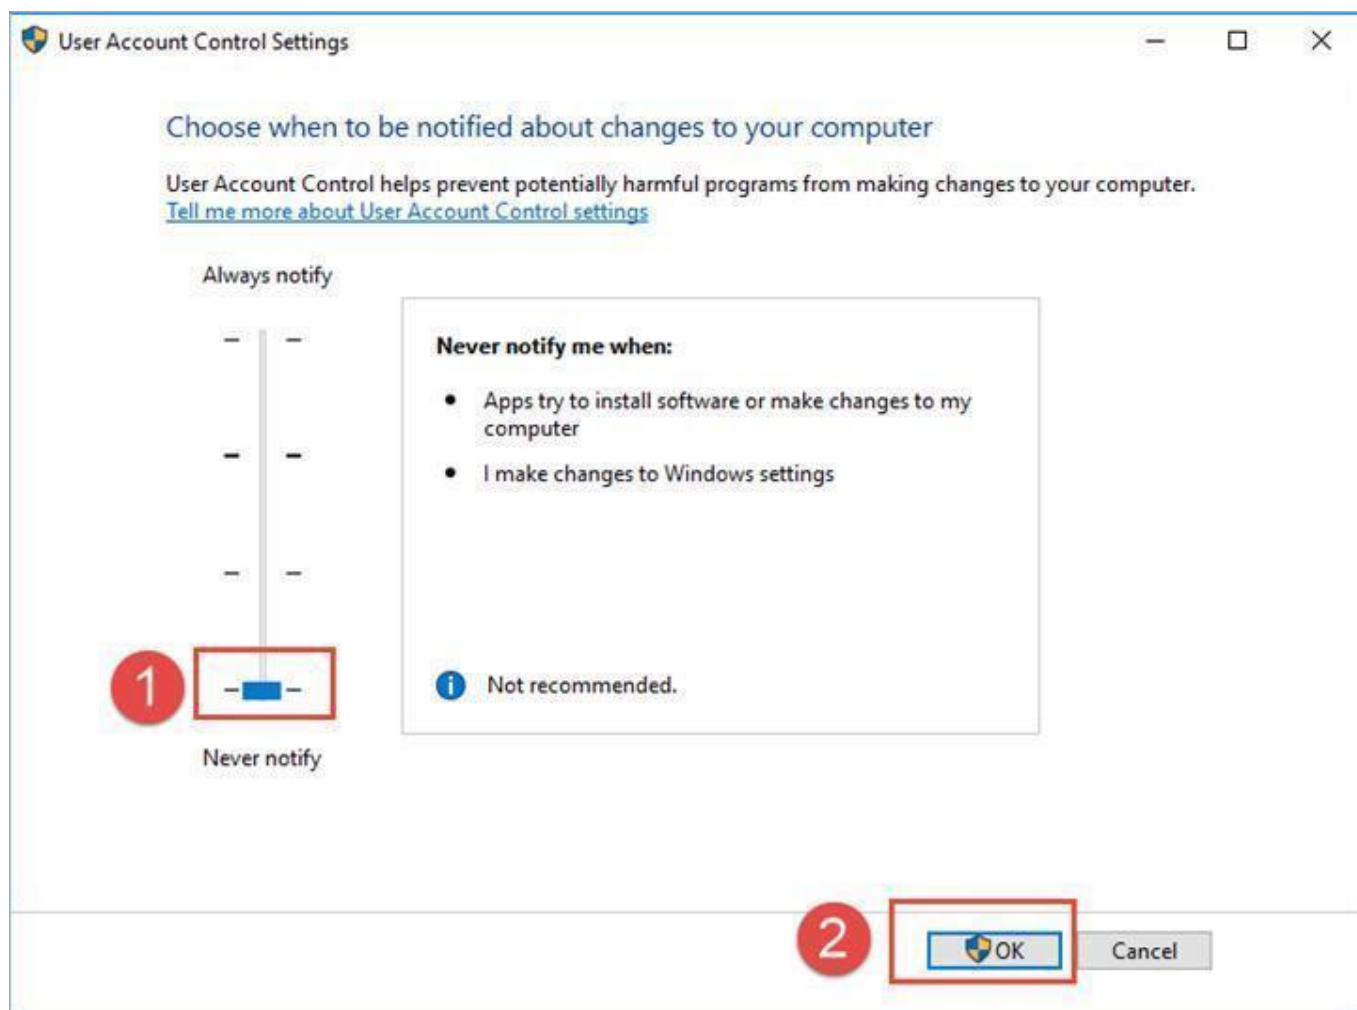 User Account Control Settings
Choose when to be notified about changes to your computer
User Account Control helps prevent potentially harmful programs from making changes to your computer.
Tell me more about User Account Control settings
Always notify
Never notify me when:
• Apps try to install software or make changes to my
computer
• I make changes to Windows settings
1
i Not recommended.
Never notify
2
OK
Cancel